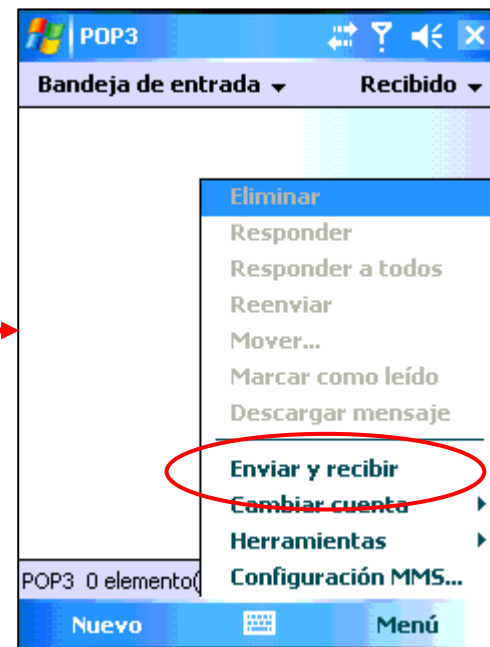 POP3
Bandeja de entrada Recibido
Eliminar
Responder
Responder a todos
Reenviar
Mover...
Marcar como leído
Descargar mensaje
Enviar y recibir
Cambiar cuenta
Herramientas
Configuración MMS...
POP3 0 elemento(
Nuevo Menú